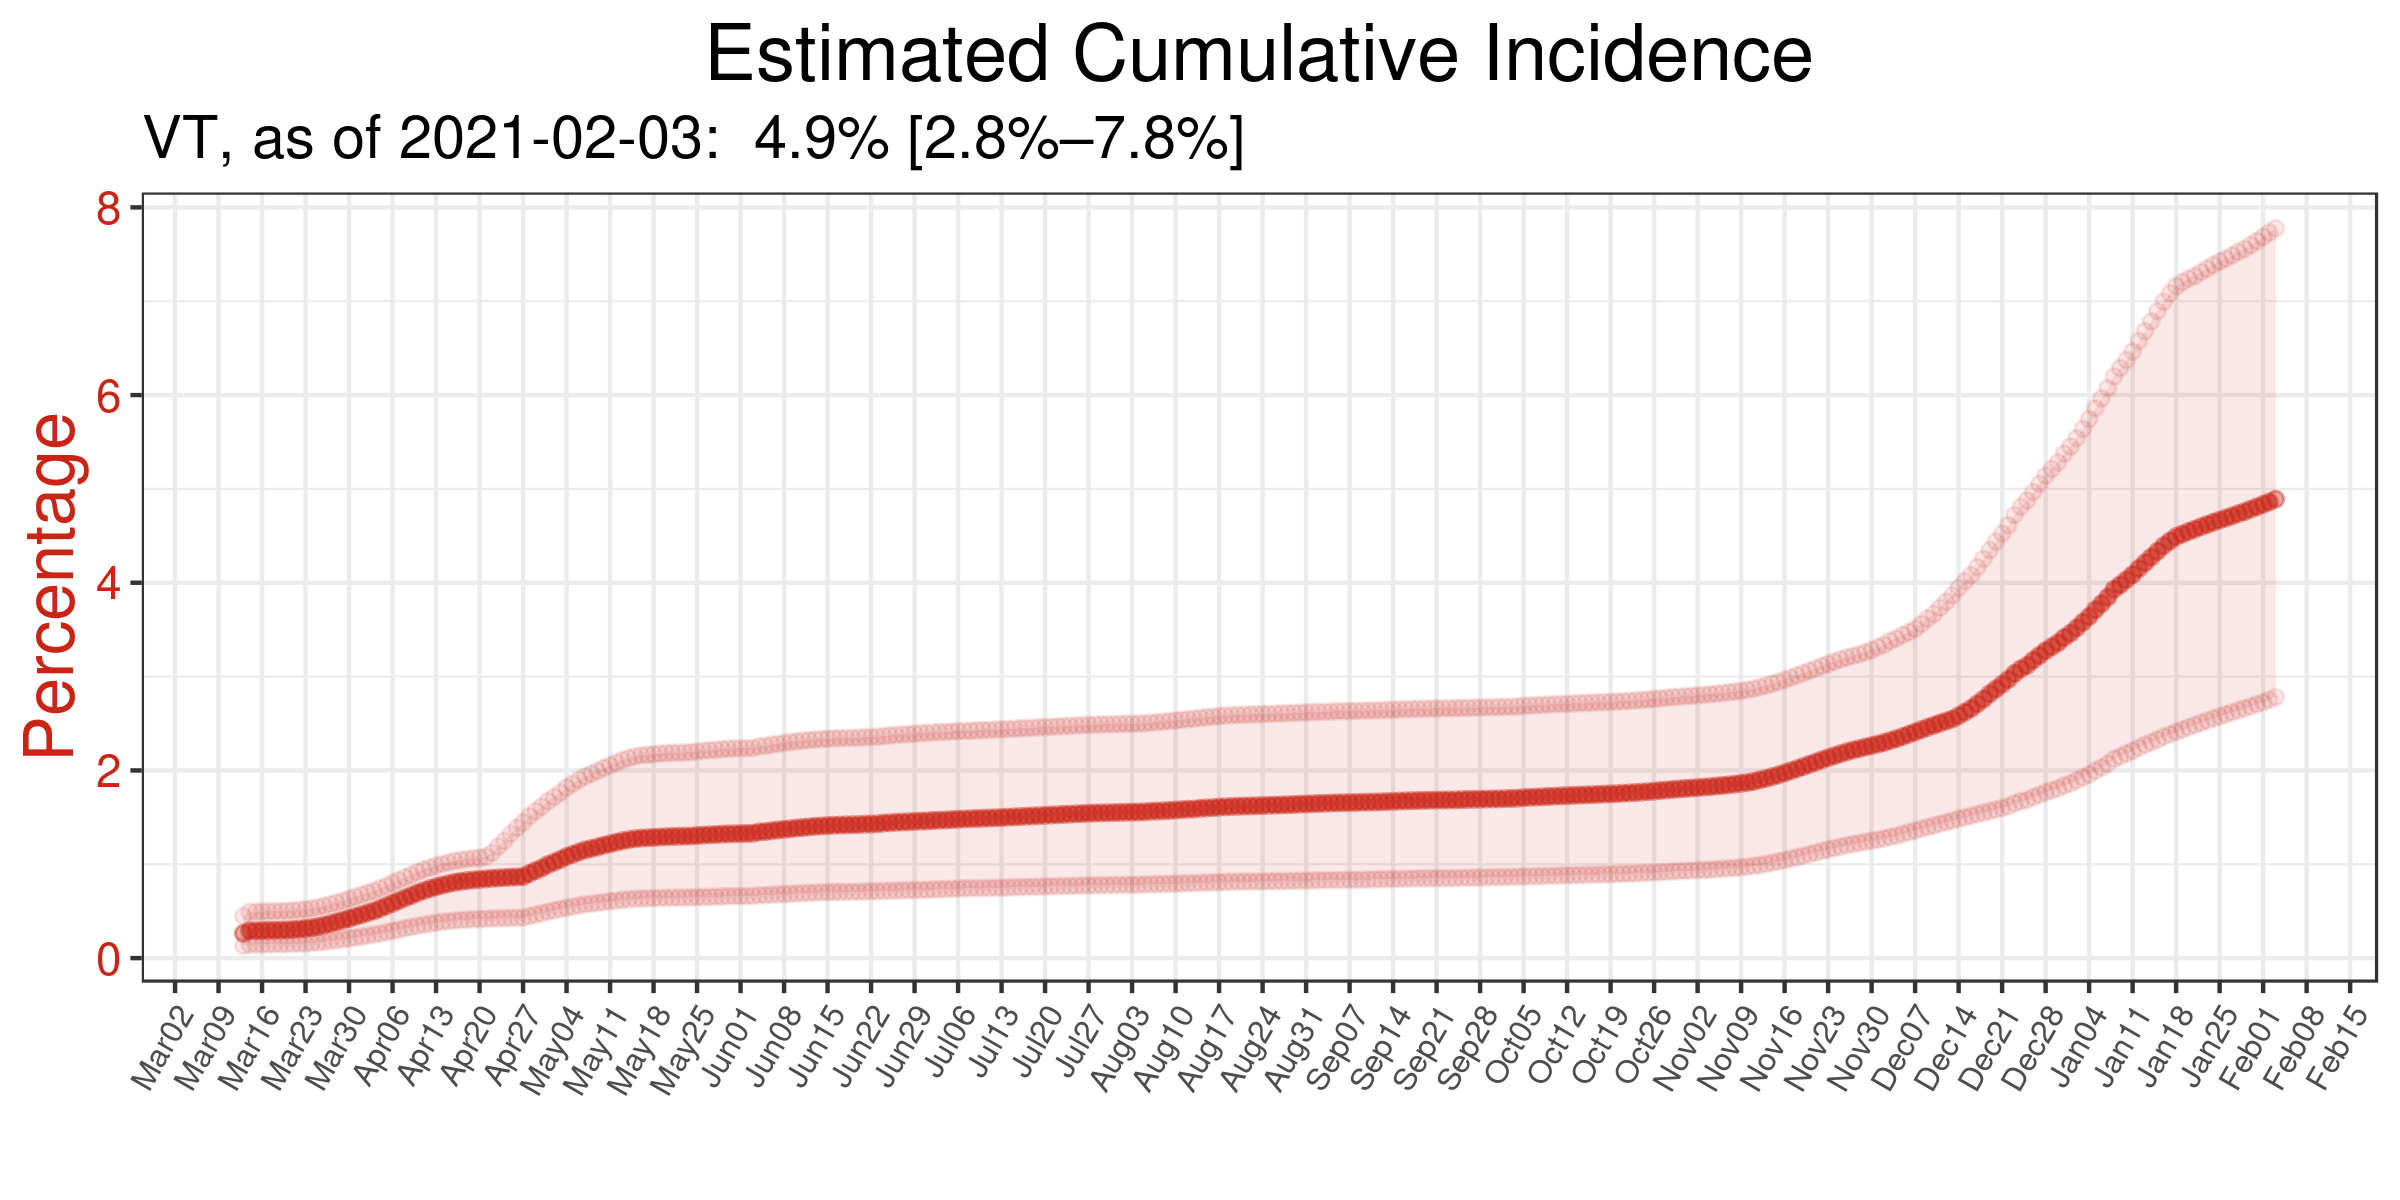 Estimated Cumulative Incidence
VT, as of 2021-02-03:  4.9% [2.8%–7.8%]
Percentage
8
6
4
2
0
Mar02 Mar09 Mar16 Mar23 Mar30 Apr06 Apr13 Apr20 Apr27 May04 May11 May18 May25 Jun01 Jun08 Jun15 Jun22 Jun29 Jul06 Jul13 Jul20 Jul27 Aug03 Aug10 Aug17 Aug24 Aug31 Sep07 Sep14 Sep21 Sep28 Oct05 Oct12 Oct19 Oct26 Nov02 Nov09 Nov16 Nov23 Nov30 Dec07 Dec14 Dec21 Dec28 Jan04 Jan11 Jan18 Jan25 Feb01 Feb08 Feb15